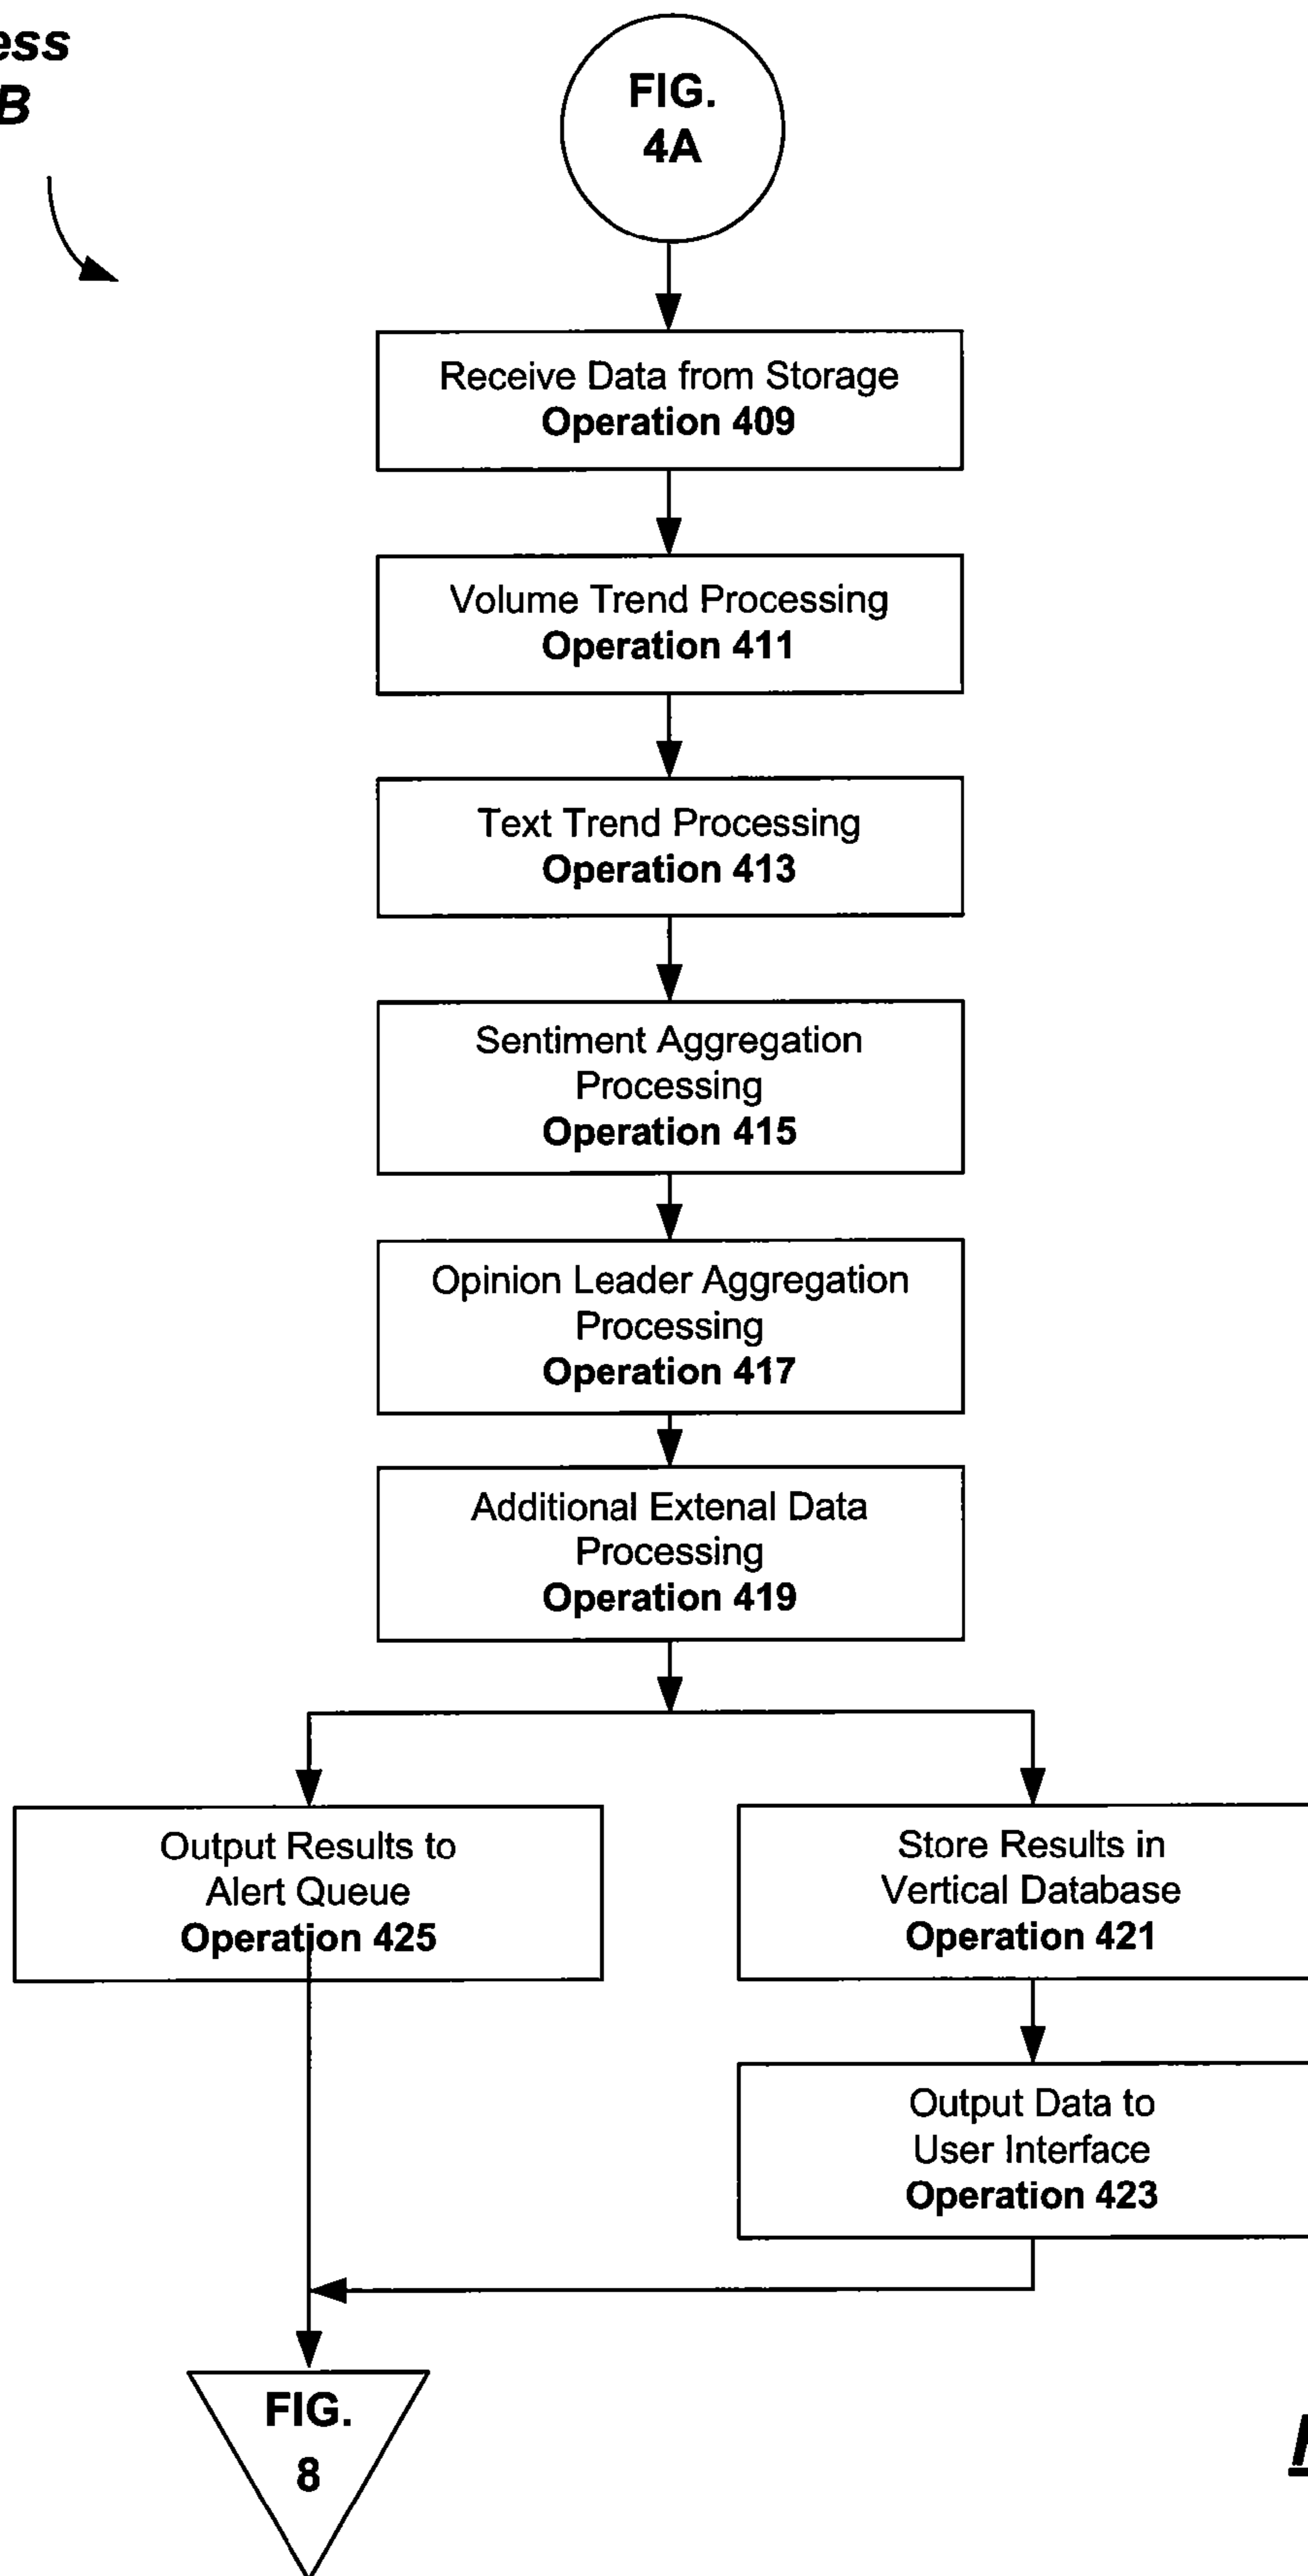 ess
B
FIG.
4A
Receive Data from Storage
Operation 409
Volume Trend Processing
Operation 411
Text Trend Processing
Operation 413
Sentiment Aggregation
Processing
Operation 415
Opinion Leader Aggregation
Processing
Operation 417
Additional Extenal Data
Processing
Operation 419
Output Results to
Alert Queue
Operation 425
Store Results in
Vertical Database
Operation 421
Output Data to
User Interface
Operation 423
FIG.
8